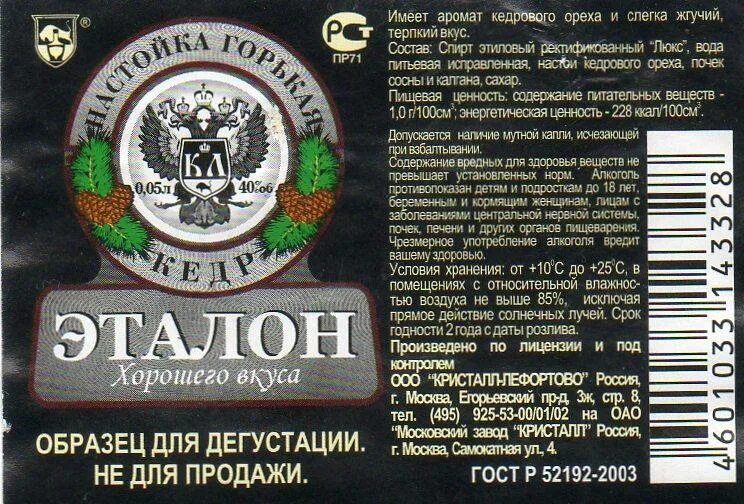 ®
НАСТОЙКА ГОРЬКАЯ
КЛ
0,05л 40%об
КЕДР
ЭТАЛОН
Хорошего вкуса
ОБРАЗЕЦ ДЛЯ ДЕГУСТАЦИИ.
НЕ ДЛЯ ПРОДАЖИ.
РСТ
ПР71
Имеет аромат кедрового ореха и слегка жгучий,
терпкий вкус.
Состав: Спирт этиловый ректификованный "Люкс", вода
питьевая исправленная, настои кедрового ореха, почек
сосны и калгана, сахар.
Пищевая ценность: содержание питательных веществ -
1,0 г/100см³; энергетическая ценность - 228 ккал/100см³.
Допускается наличие мутной капли, исчезающей
при взбалтывании.
Содержание вредных для здоровья веществ не
превышает установленных норм. Алкоголь
противопоказан детям и подросткам до 18 лет,
беременным и кормящим женщинам, лицам с
заболеваниями центральной нервной системы,
почек, печени и других органов пищеварения.
Чрезмерное употребление алкоголя вредит
вашему здоровью.
Условия хранения: от +10°С до +25°С, в
помещениях с относительной влажнос-
тью воздуха не выше 85%, исключая
прямое действие солнечных лучей. Срок
годности 2 года с даты розлива.
Произведено по лицензии и под
контролем
ООО "КРИСТАЛЛ-ЛЕФОРТОВО" Россия,
г. Москва, Егорьевский пр-д, 3ж, стр. 8,
тел. (495) 925-53-00/01/02 на ОАО
"Московский завод "КРИСТАЛЛ" Россия,
г. Москва, Самокатная ул., 4.
ГОСТ Р 52192-2003
4601033143328